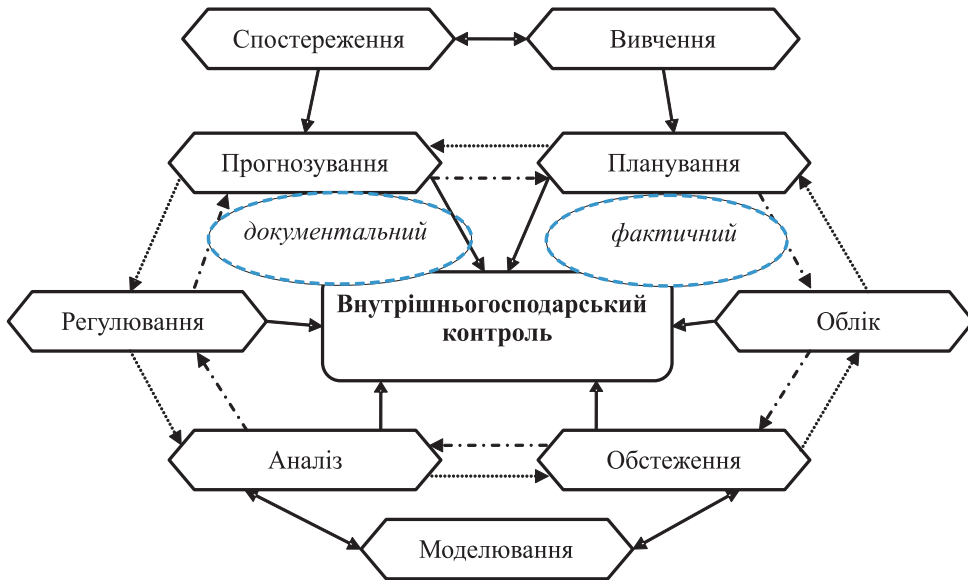 Спостереження
Вивчення
Прогнозування
Планування
документальний
фактичний
Внутрішньогосподарський
контроль
Регулювання
Облік
Аналіз
Обстеження
Моделювання